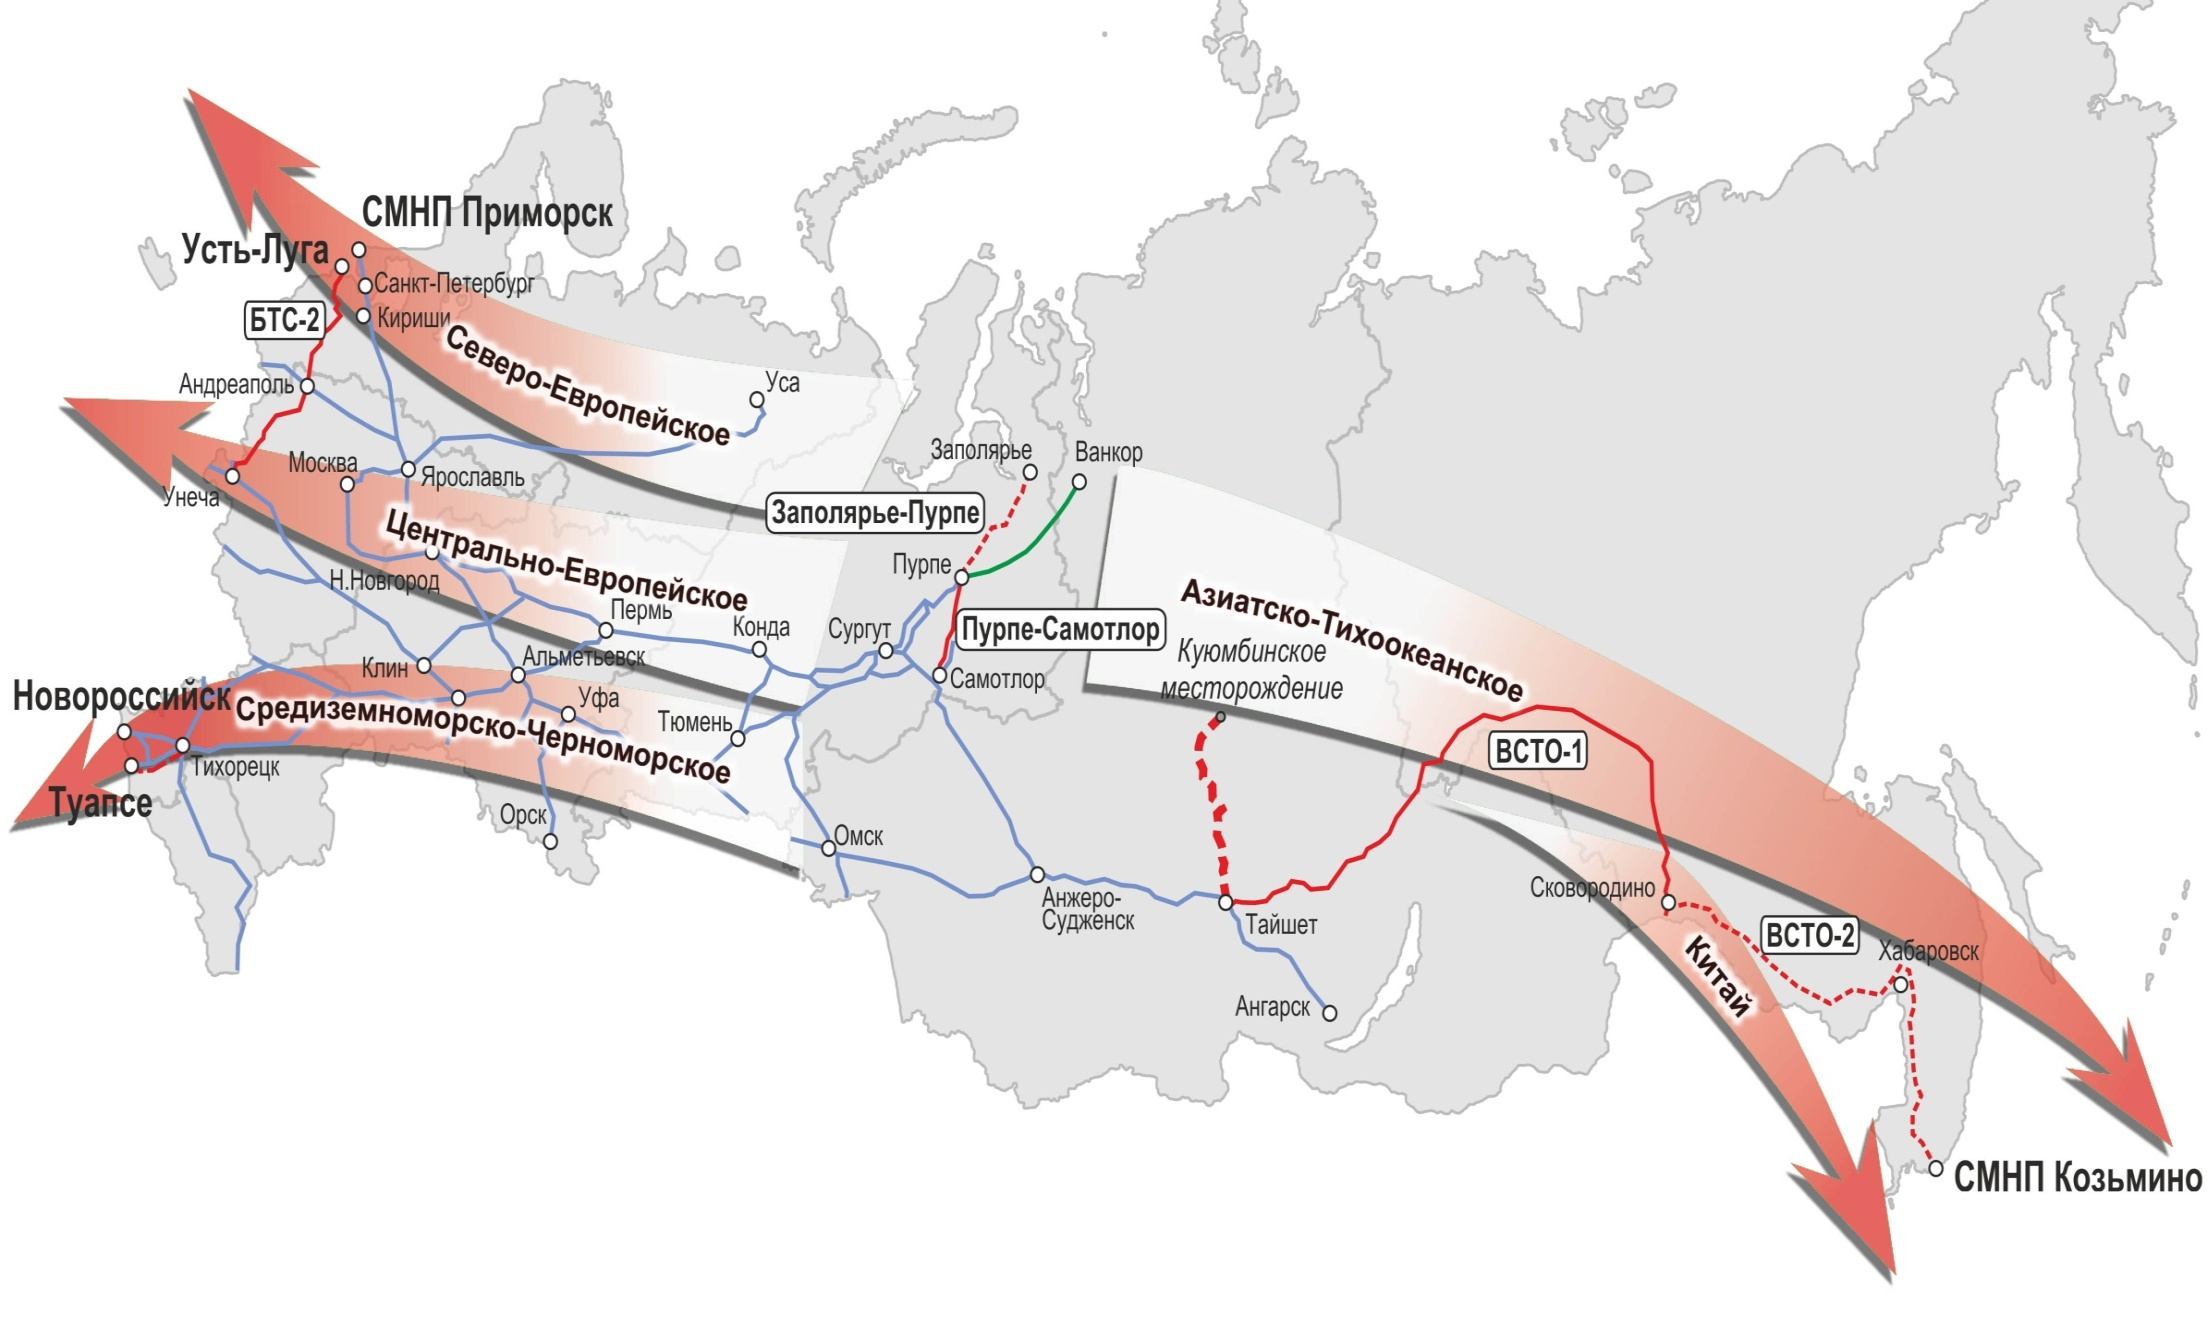 СМНП Приморск
Усть-Луга
Санкт-Петербург
БТС-2
Кириши
Северо-Европейское
Андреаполь
Уса
Москва
Ярославль
Унеча
Заполярье
Ванкор
Заполярье-Пурпе
Центрально-Европейское
Н.Новгород
Пурпе
Пермь
Конда
Сургут
Пурпе-Самотлор
Азиатско-Тихоокеанское
Куюмбинское
месторождение
Клин
Альметьевск
Самотлор
Новороссийск
Средиземноморско-Черноморское
Уфа
Тюмень
ВСТО-1
Тихорецк
Туапсе
Орск
Омск
Анжеро-
Судженск
Тайшет
Сковородино
ВСТО-2
Хабаровск
Китай
Ангарск
СМНП Козьмино